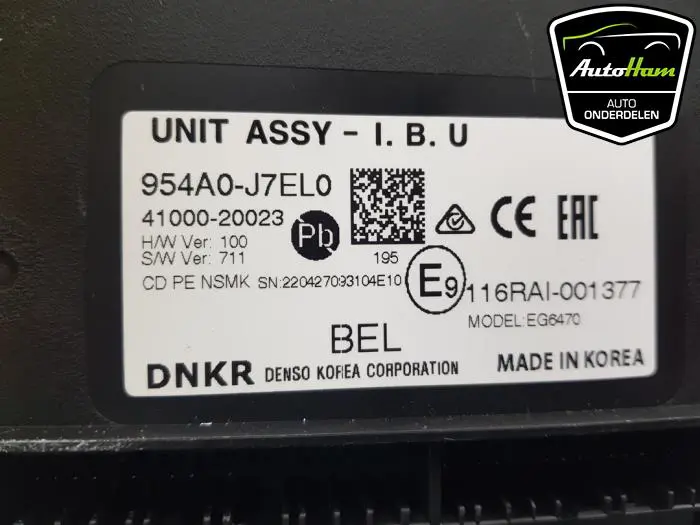 AutoHam
AUTO
ONDERDELEN
UNIT ASSY - I. B. U
954A0-J7EL0
41000-20023
Pb
H/W Ver: 100
S/W Ver: 711
195
CE
EAC
CD PE NSMK SN:220427093104E10
E9
116RAI-001377
MODEL:EG6470
BEL
DNKR DENSO KOREA CORPORATION
MADE IN KOREA